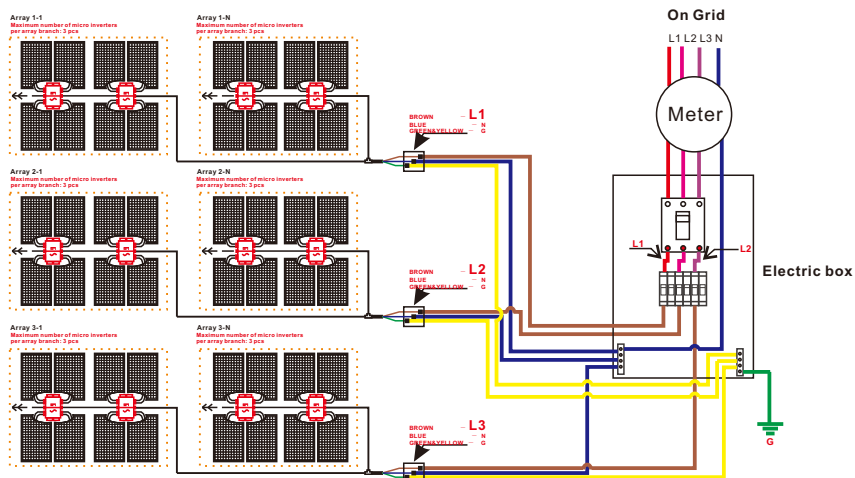 Array 1-1
Maximum number of micro inverters
per array branch: 3 pcs
Array 1-N
Maximum number of micro inverters
per array branch: 3 pcs
On Grid
L1 L2 L3 N
Meter
BROWN – L1
BLUE – N
GREEN&YELLOW – G
Array 2-1
Maximum number of micro inverters
per array branch: 3 pcs
Array 2-N
Maximum number of micro inverters
per array branch: 3 pcs
L1
L2
Electric box
BROWN – L2
BLUE – N
GREEN&YELLOW – G
Array 3-1
Maximum number of micro inverters
per array branch: 3 pcs
Array 3-N
Maximum number of micro inverters
per array branch: 3 pcs
BROWN – L3
BLUE – N
GREEN&YELLOW – G
G